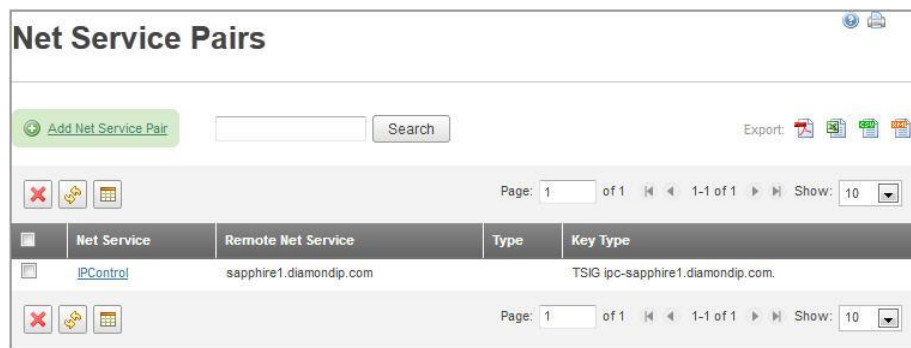 Net Service Pairs
Add Net Service Pair Search Export:
Page: 1 of 1 1-1 of 1 Show: 10
Net Service Remote Net Service Type Key Type
IPControl sapphire1.diamondip.com TSIG ipc-sapphire1.diamondip.com.
Page: 1 of 1 1-1 of 1 Show: 10